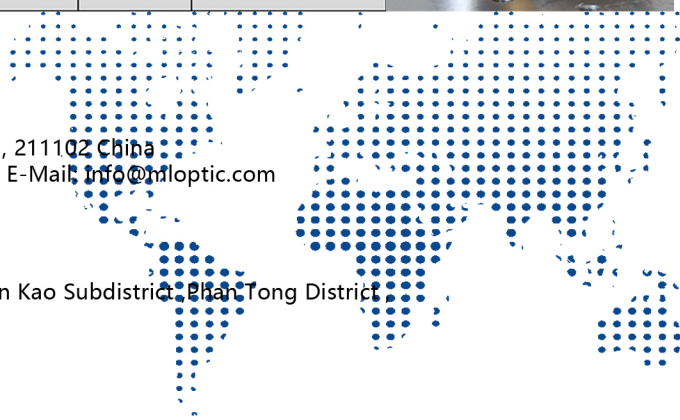 , 211102 China
E-Mail: info@mloptic.com
n Kao Subdistrict ,Phan Tong District ,